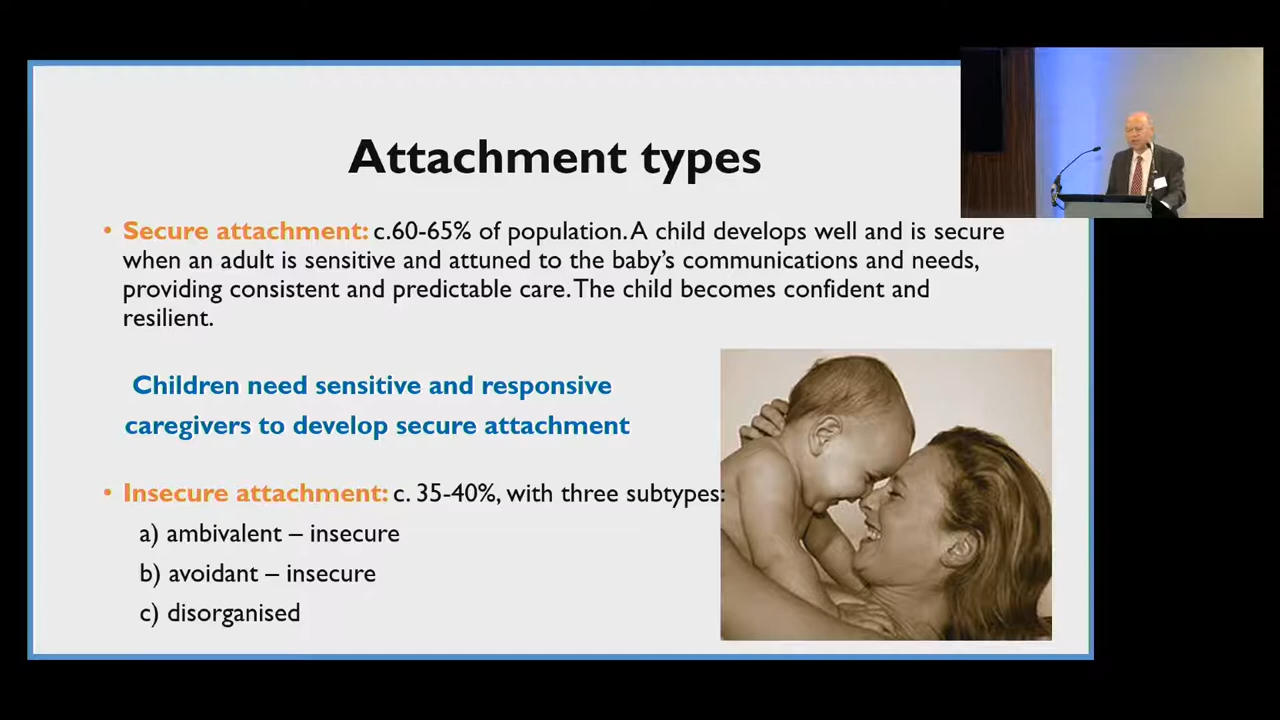 Attachment types
• Secure attachment: c.60-65% of population. A child develops well and is secure
when an adult is sensitive and attuned to the baby's communications and needs,
providing consistent and predictable care. The child becomes confident and
resilient.
Children need sensitive and responsive
caregivers to develop secure attachment
• Insecure attachment: c. 35-40%, with three subtypes:
a) ambivalent – insecure
b) avoidant – insecure
c) disorganised